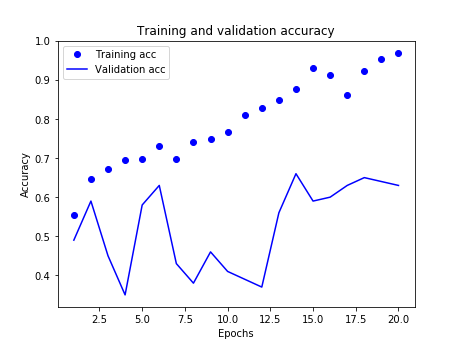 Training and validation accuracy
Training acc
Validation acc
Accuracy
1.0
0.9
0.8
0.7
0.6
0.5
0.4
2.5 5.0 7.5 10.0 12.5 15.0 17.5 20.0
Epochs